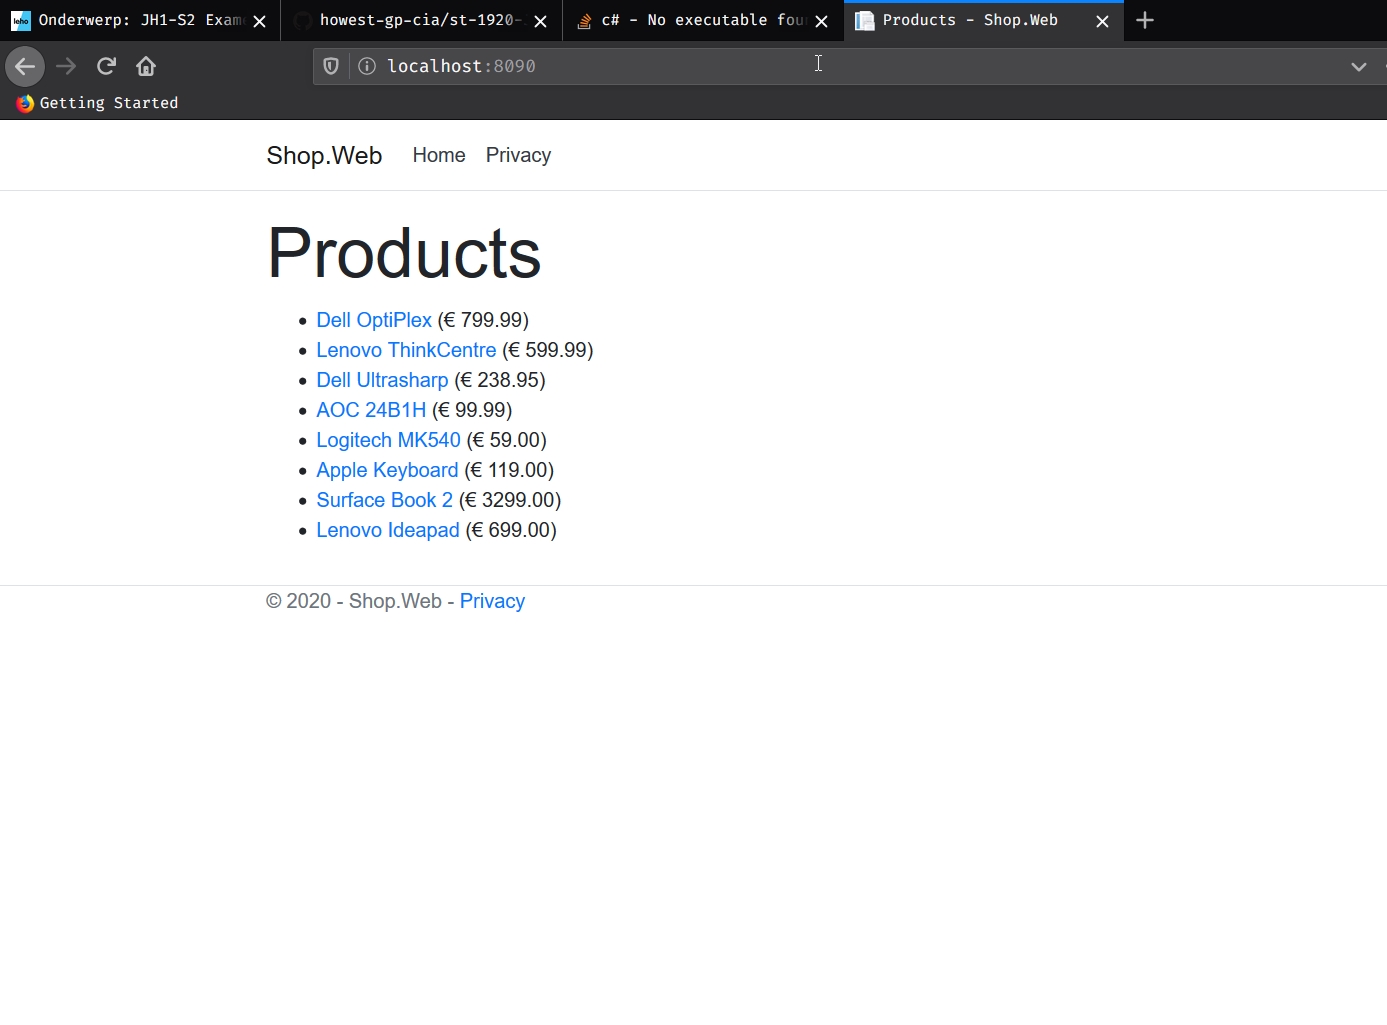 leho Onderwerp: JH1-S2 Exam howest-gp-cia/st-1920- c# - No executable fou Products - Shop.Web
localhost:8090
Getting Started
Shop.Web Home Privacy
Products
Dell OptiPlex (€ 799.99)
Lenovo ThinkCentre (€ 599.99)
Dell Ultrasharp (€ 238.95)
AOC 24B1H (€ 99.99)
Logitech MK540 (€ 59.00)
Apple Keyboard (€ 119.00)
Surface Book 2 (€ 3299.00)
Lenovo Ideapad (€ 699.00)
© 2020 - Shop.Web - Privacy